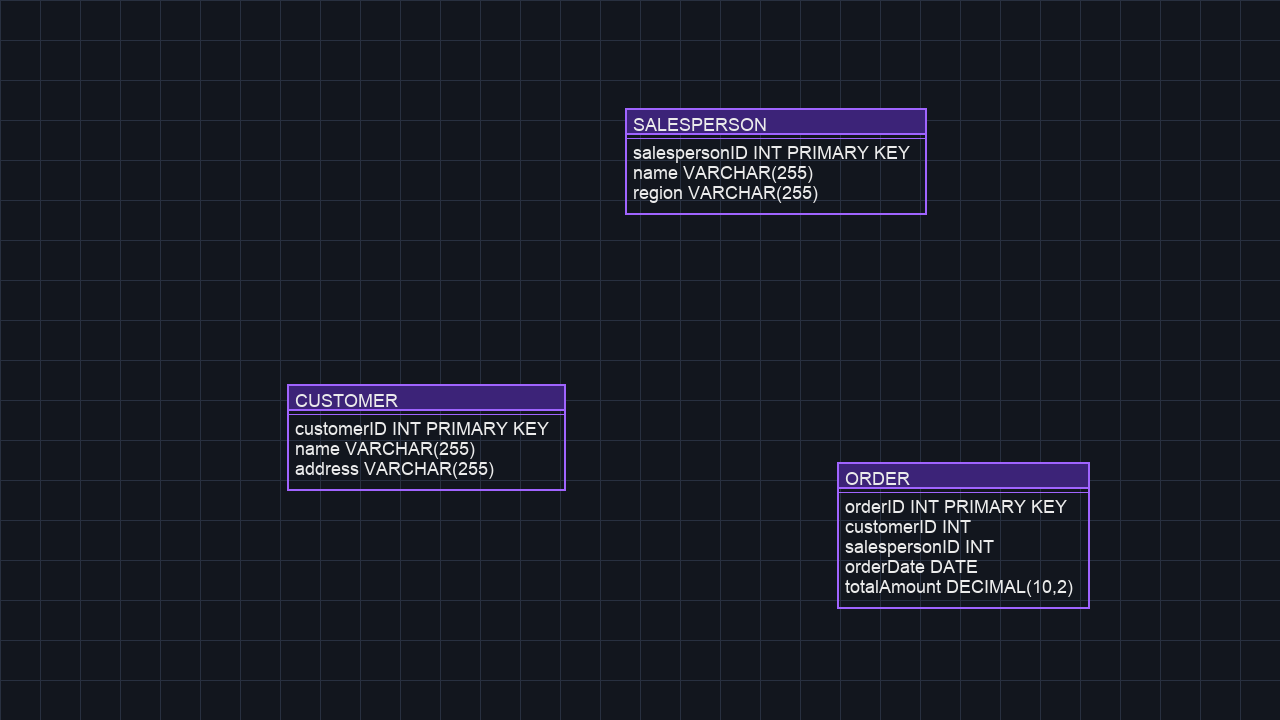 SALESPERSON
salespersonID INT PRIMARY KEY
name VARCHAR(255)
region VARCHAR(255)
CUSTOMER
customerID INT PRIMARY KEY
name VARCHAR(255)
address VARCHAR(255)
ORDER
orderID INT PRIMARY KEY
customerID INT
salespersonID INT
orderDate DATE
totalAmount DECIMAL(10,2)